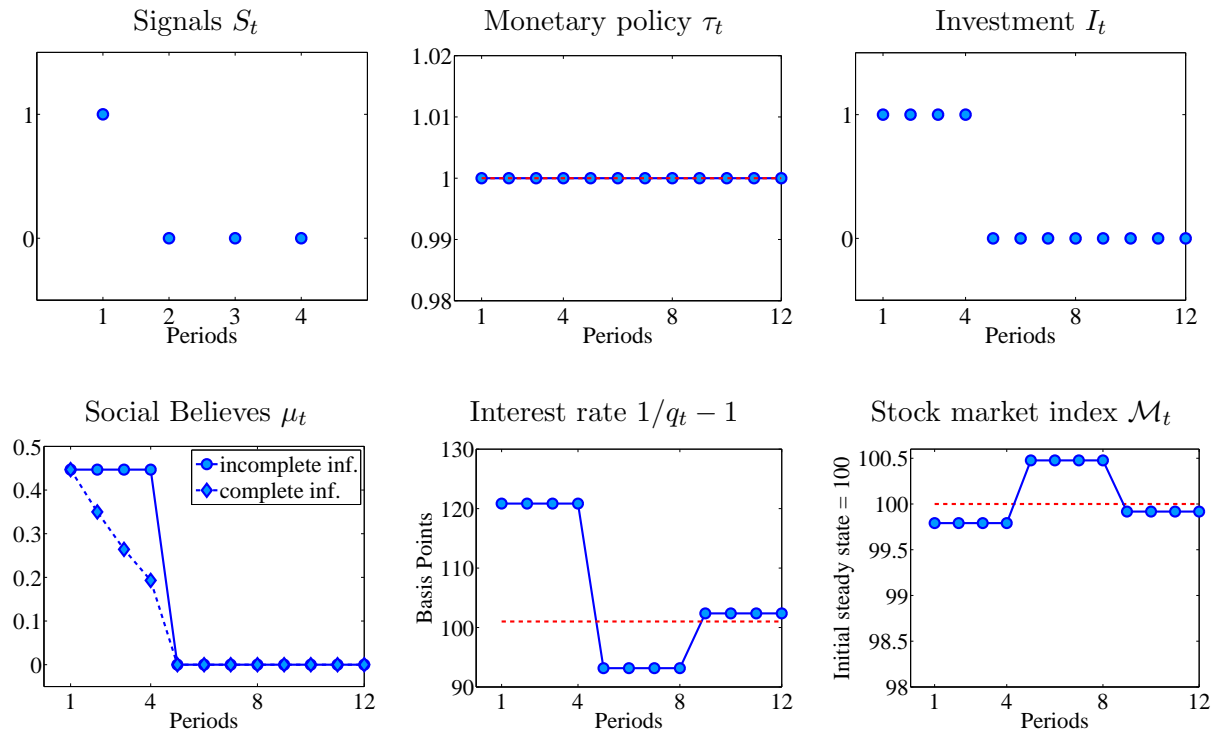 Signals $S_t$
1
0
1 2 3 4
Periods
Monetary policy $\tau_t$
1.02
1.01
1
0.99
0.98
1 4 8 12
Periods
Investment $I_t$
1
0
1 4 8 12
Periods
Social Believes $\mu_t$
0.5
0.4
0.3
0.2
0.1
0
incomplete inf.
complete inf.
1 4 8 12
Periods
Interest rate $1/q_t - 1$
Basis Points
130
120
110
100
90
1 4 8 12
Periods
Stock market index $\mathcal{M}_t$
Initial steady state = 100
100.5
100
99.5
99
98.5
98
1 4 8 12
Periods